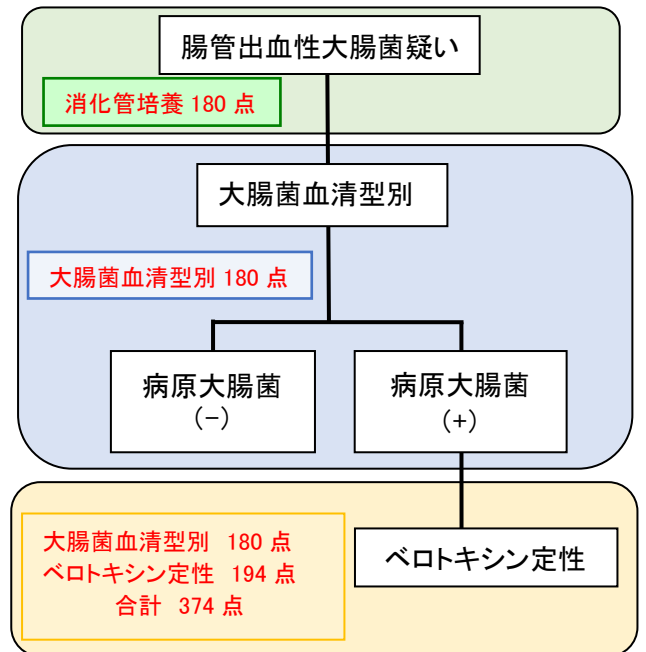 腸管出血性大腸菌疑い
消化管培養 180 点
大腸菌血清型別
大腸菌血清型別 180 点
病原大腸菌
(−)
病原大腸菌
(+)
大腸菌血清型別 180 点
ベロトキシン定性 194 点
合計 374 点
ベロトキシン定性